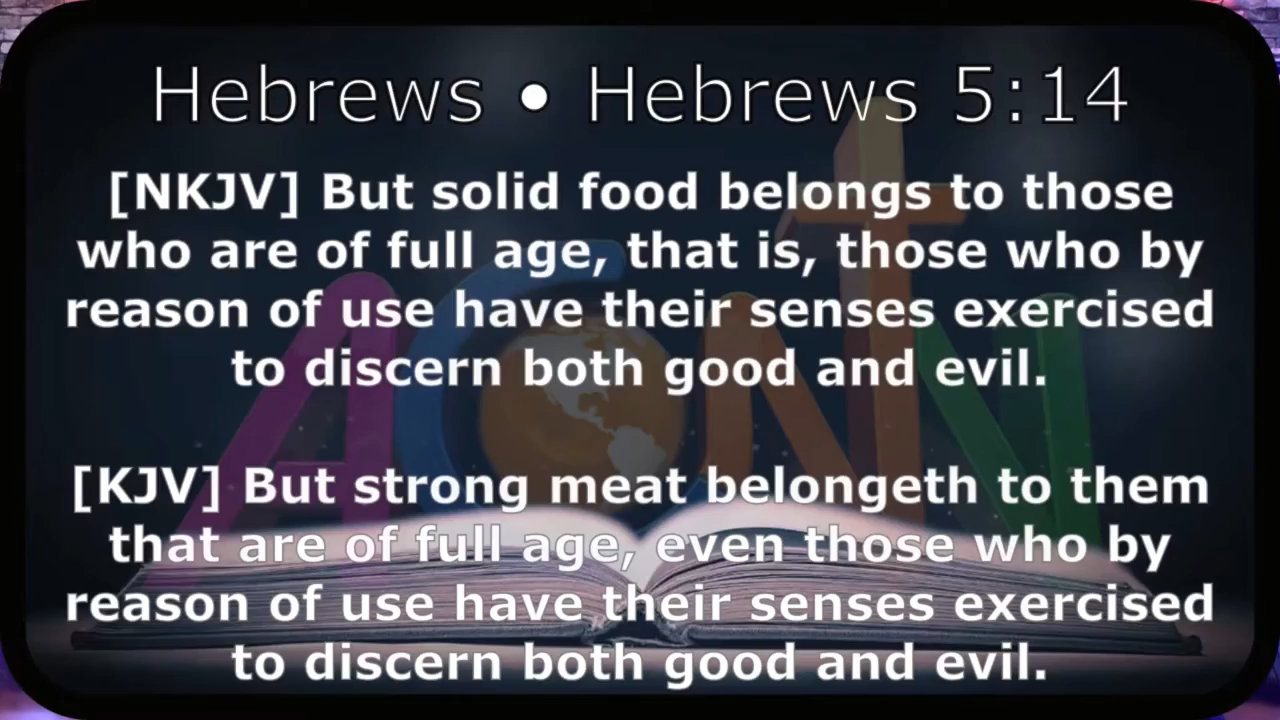 Hebrews • Hebrews 5:14
[NKJV] But solid food belongs to those
who are of full age, that is, those who by
reason of use have their senses exercised
to discern both good and evil.
[KJV] But strong meat belongeth to them
that are of full age, even those who by
reason of use have their senses exercised
to discern both good and evil.
ACNTN